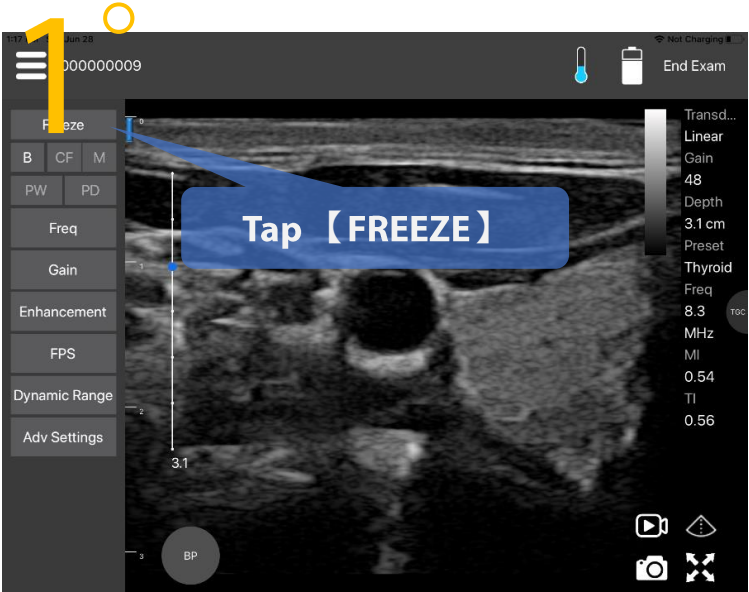 1°
1:17
Jun 28
Not Charging
000000009
End Exam
Freeze
B
CF
M
PW
PD
Freq
Gain
Enhancement
FPS
Dynamic Range
Adv Settings
0
1
2
3
3.1
BP
Tap 【FREEZE】
Transd...
Linear
Gain
48
Depth
3.1 cm
Preset
Thyroid
Freq
8.3
MHz
MI
0.54
TI
0.56
TGC